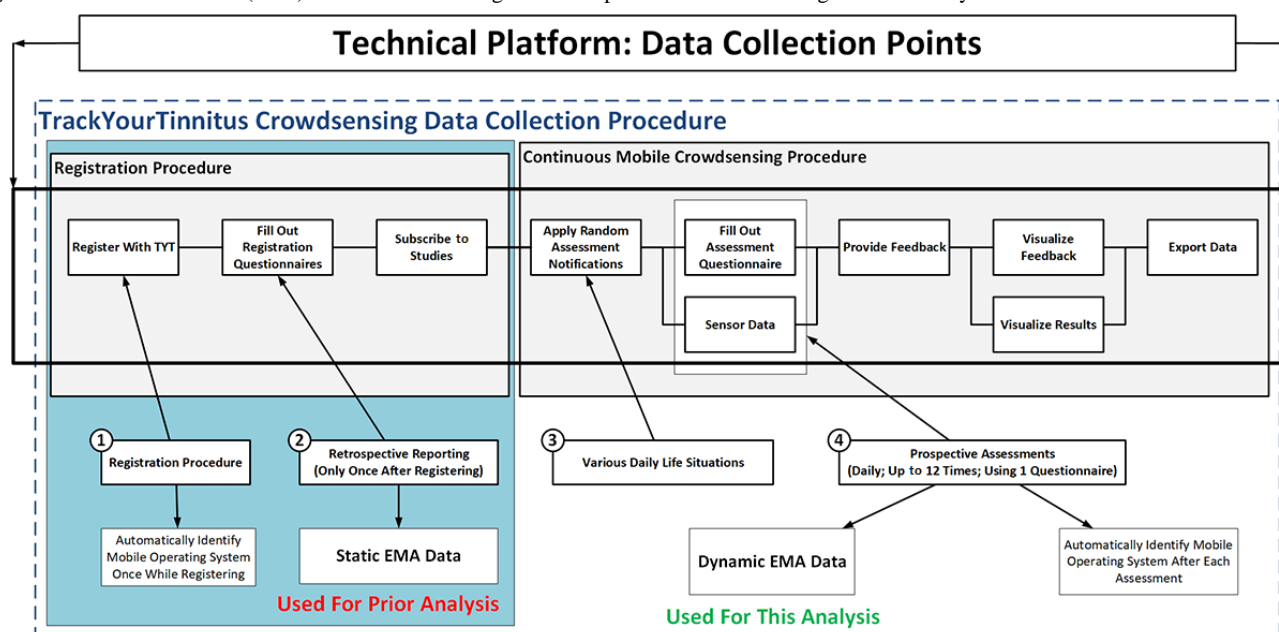 Technical Platform: Data Collection Points
TrackYourTinnitus Crowdsensing Data Collection Procedure
Registration Procedure
Continuous Mobile Crowdsensing Procedure
Register With TYT
Fill Out
Registration
Questionnaires
Subscribe to
Studies
Apply Random
Assessment
Notifications
Fill Out
Assessment
Questionnaire
Sensor Data
Provide Feedback
Visualize
Feedback
Visualize Results
Export Data
1
Registration Procedure
2
Retrospective Reporting
(Only Once After Registering)
3
Various Daily Life Situations
4
Prospective Assessments
(Daily; Up to 12 Times; Using 1 Questionnaire)
Automatically Identify
Mobile Operating System
Once While Registering
Static EMA Data
Dynamic EMA Data
Automatically Identify Mobile
Operating System After Each
Assessment
Used For Prior Analysis
Used For This Analysis